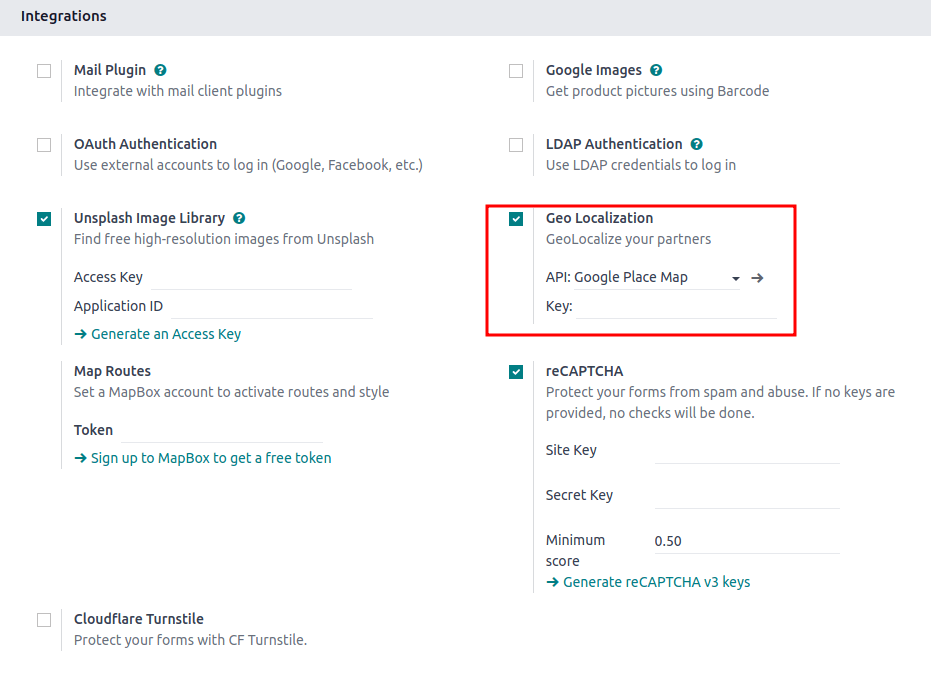 Integrations
Mail Plugin ?
Integrate with mail client plugins
Google Images ?
Get product pictures using Barcode
OAuth Authentication
Use external accounts to log in (Google, Facebook, etc.)
LDAP Authentication ?
Use LDAP credentials to log in
Unsplash Image Library ?
Find free high-resolution images from Unsplash
Access Key
Application ID
→ Generate an Access Key
Geo Localization
GeoLocalize your partners
API: Google Place Map
Key:
Map Routes
Set a MapBox account to activate routes and style
Token
→ Sign up to MapBox to get a free token
reCAPTCHA
Protect your forms from spam and abuse. If no keys are
provided, no checks will be done.
Site Key
Secret Key
Minimum
score
0.50
→ Generate reCAPTCHA v3 keys
Cloudflare Turnstile
Protect your forms with CF Turnstile.